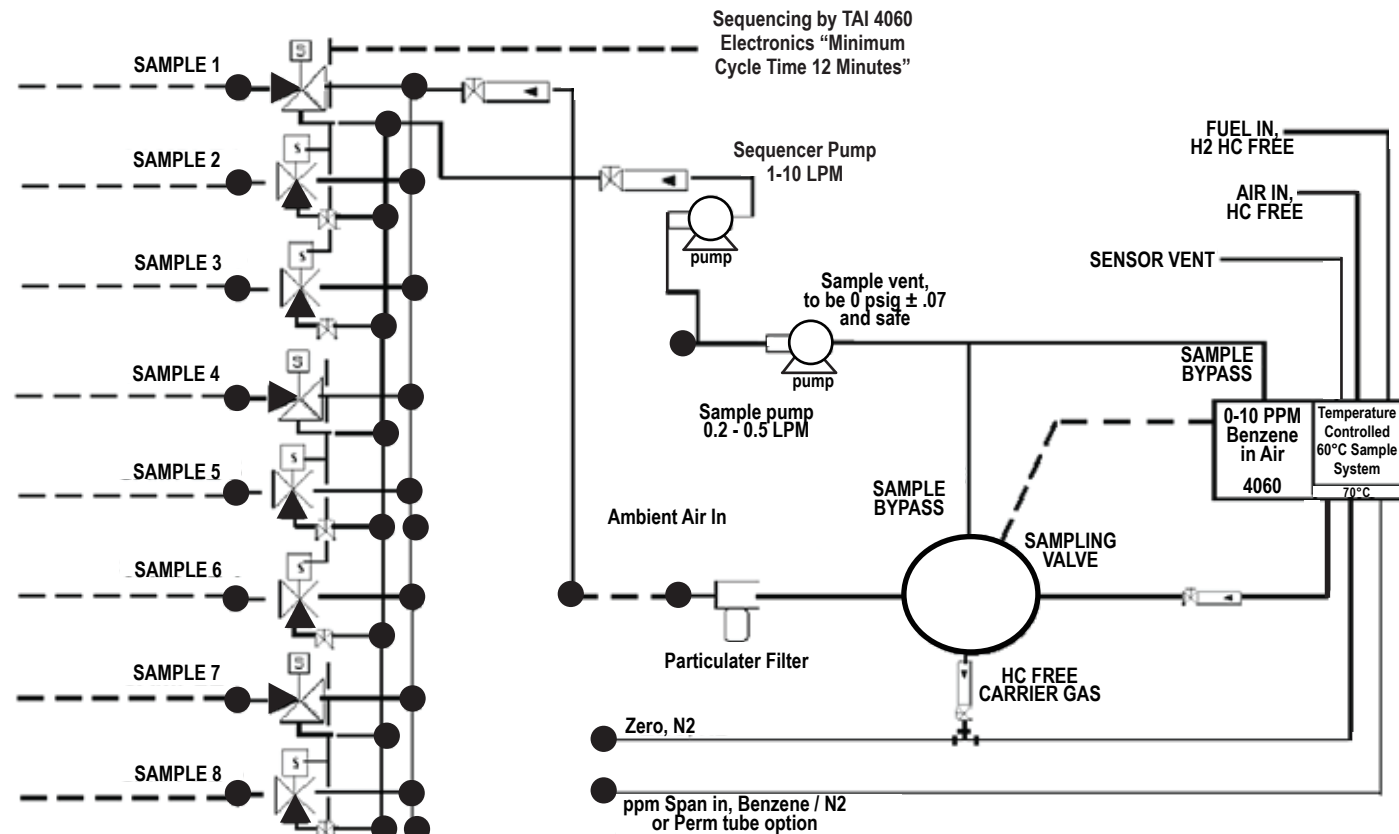 Sequencing by TAI 4060
Electronics “Minimum
Cycle Time 12 Minutes”
S
SAMPLE 1
S
SAMPLE 2
S
SAMPLE 3
S
SAMPLE 4
S
SAMPLE 5
S
SAMPLE 6
S
SAMPLE 7
S
SAMPLE 8
Sequencer Pump
1-10 LPM
pump
Sample vent,
to be 0 psig ± .07
and safe
pump
Sample pump
0.2 - 0.5 LPM
FUEL IN,
H2 HC FREE
AIR IN,
HC FREE
SENSOR VENT
SAMPLE
BYPASS
0-10 PPM
Benzene
in Air
4060
Temperature
Controlled
60°C Sample
System
70°C
SAMPLE
BYPASS
Ambient Air In
SAMPLING
VALVE
Particulater Filter
HC FREE
CARRIER GAS
Zero, N2
ppm Span in, Benzene / N2
or Perm tube option